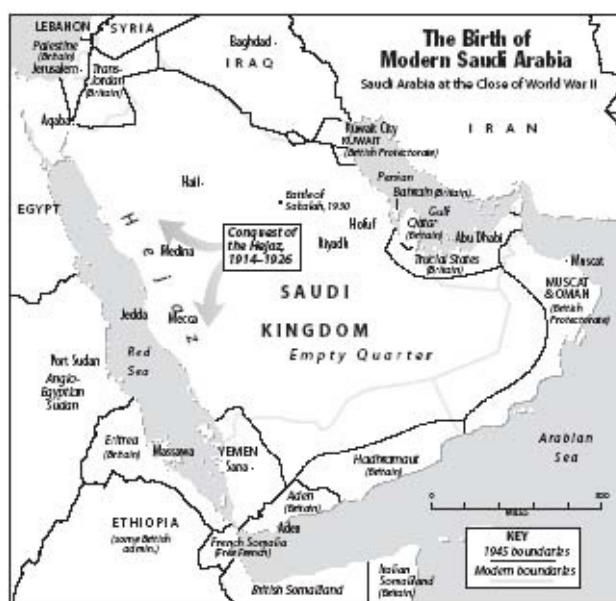 The Birth of
Modern Saudi Arabia
Saudi Arabia at the Close of World War II
LEBANON
SYRIA
Palestine
(Britain)
Jerusalem
Trans-
Jordan
(Britain)
Baghdad
IRAQ
IRAN
Aqaba
Kuwait City
KUWAIT
(British Protectorate)
EGYPT
Hail
Battle of
Sabalah, 1930
Persian
Gulf
Bahrain (Britain)
Qatar
(Britain)
Hofuf
Abu Dhabi
Trucial States
(Britain)
Muscat
MUSCAT
& OMAN
(British
Protectorate)
Hejaz
Conquest
of the Hejaz,
1914–1926
Medina
Riyadh
SAUDI
KINGDOM
Empty Quarter
Jedda
Mecca
Red
Sea
Port Sudan
Anglo-
Egyptian
Sudan
Eritrea
(Britain)
Massawa
YEMEN
Sana
Hadhramaut
(Britain)
Aden
(Britain)
Aden
Arabian
Sea
ETHIOPIA
(some British
admin.)
French Somalia
(Free French)
British Somaliland
Italian
Somaliland
(Britain)
0
MILES
KEY
1945 boundaries
Modern boundaries